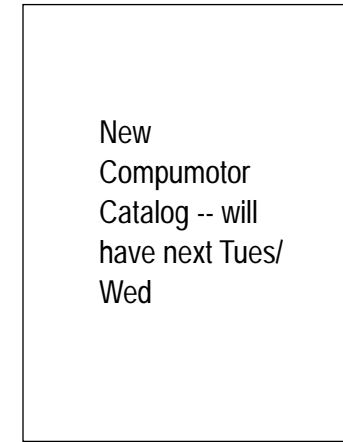 New
Compumotor
Catalog -- will
have next Tues/
Wed